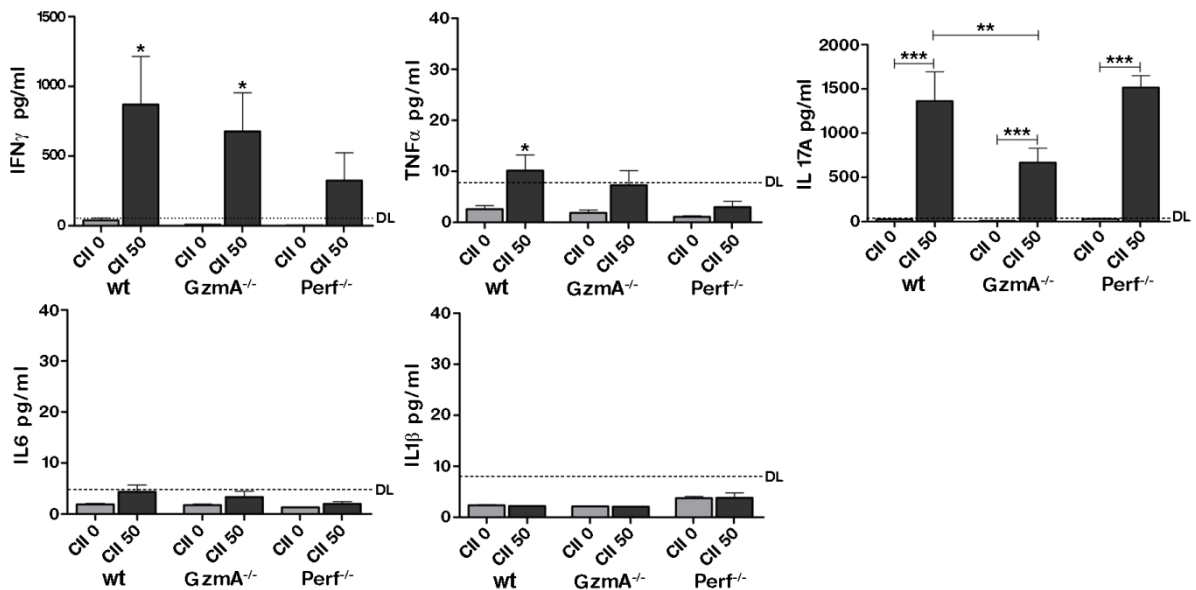 IFNγ pg/ml
1500
1000
500
0
*
*
DL
CII 0
CII 50
CII 0
CII 50
CII 0
CII 50
wt
GzmA-/-
Perf-/-
TNFα pg/ml
40
30
20
10
0
*
DL
CII 0
CII 50
CII 0
CII 50
CII 0
CII 50
wt
GzmA-/-
Perf-/-
IL 17A pg/ml
2000
1500
1000
500
0
**
***
***
***
DL
CII 0
CII 50
CII 0
CII 50
CII 0
CII 50
wt
GzmA-/-
Perf-/-
IL6 pg/ml
40
30
20
10
0
DL
CII 0
CII 50
CII 0
CII 50
CII 0
CII 50
wt
GzmA-/-
Perf-/-
IL1β pg/ml
40
30
20
10
0
DL
CII 0
CII 50
CII 0
CII 50
CII 0
CII 50
wt
GzmA-/-
Perf-/-